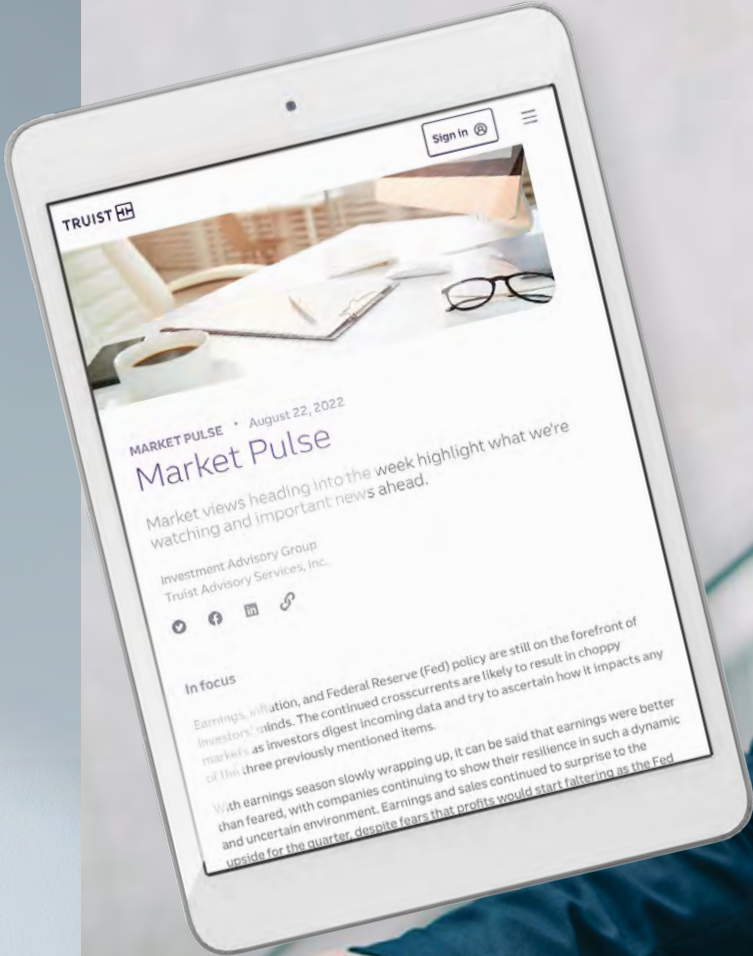 Sign in
TRUIST
MARKET PULSE • August 22, 2022
Market Pulse
Market views heading into the week highlight what we're
watching and important news ahead.
Investment Advisory Group
Truist Advisory Services, Inc.
In focus
Earnings, inflation, and Federal Reserve (Fed) policy are still on the forefront of
investors' minds. The continued crosscurrents are likely to result in choppy
markets as investors digest incoming data and try to ascertain how it impacts any
of the three previously mentioned items.
With earnings season slowly wrapping up, it can be said that earnings were better
than feared, with companies continuing to show their resilience in such a dynamic
and uncertain environment. Earnings and sales continued to surprise to the
upside for the quarter, despite fears that profits would start faltering as the Fed